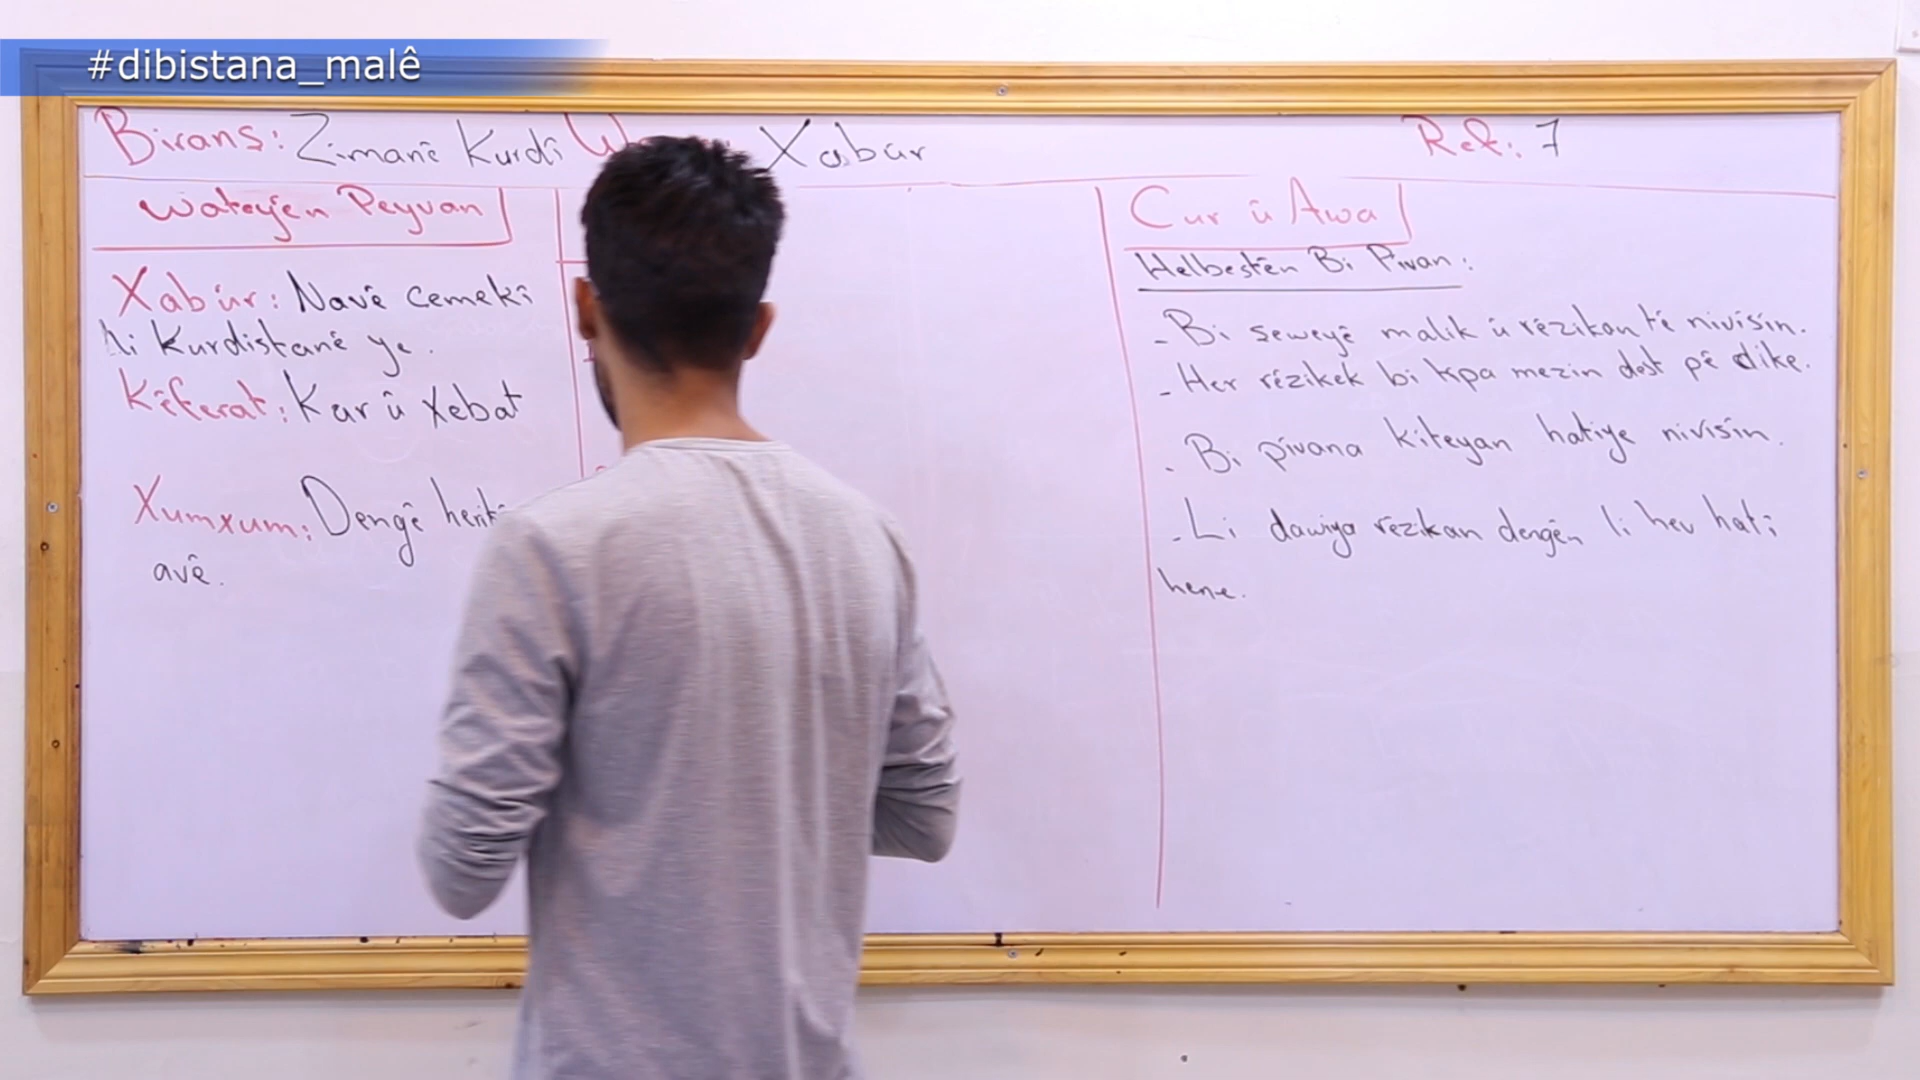 #dibistana_malê
Birans: Zimanê Kurdî Xabûr Ref: 7
Wateyên Peyvan
Xabûr: Navê Cemekî
li Kurdistanê ye.
Kêferat: Kar û Xebat
Xumxum: Dengê
avê.
Cur û Awa
Helbestên Bi Pîvan:
- Bi şeweyê malik û rêzikan tê nivîsîn.
- Her rêzikek bi tîpa mezin dest pê dike.
- Bi pîvana kîteyan hatiye nivîsîn.
- Li dawiya rêzikan dengên li hev hatî
hene.